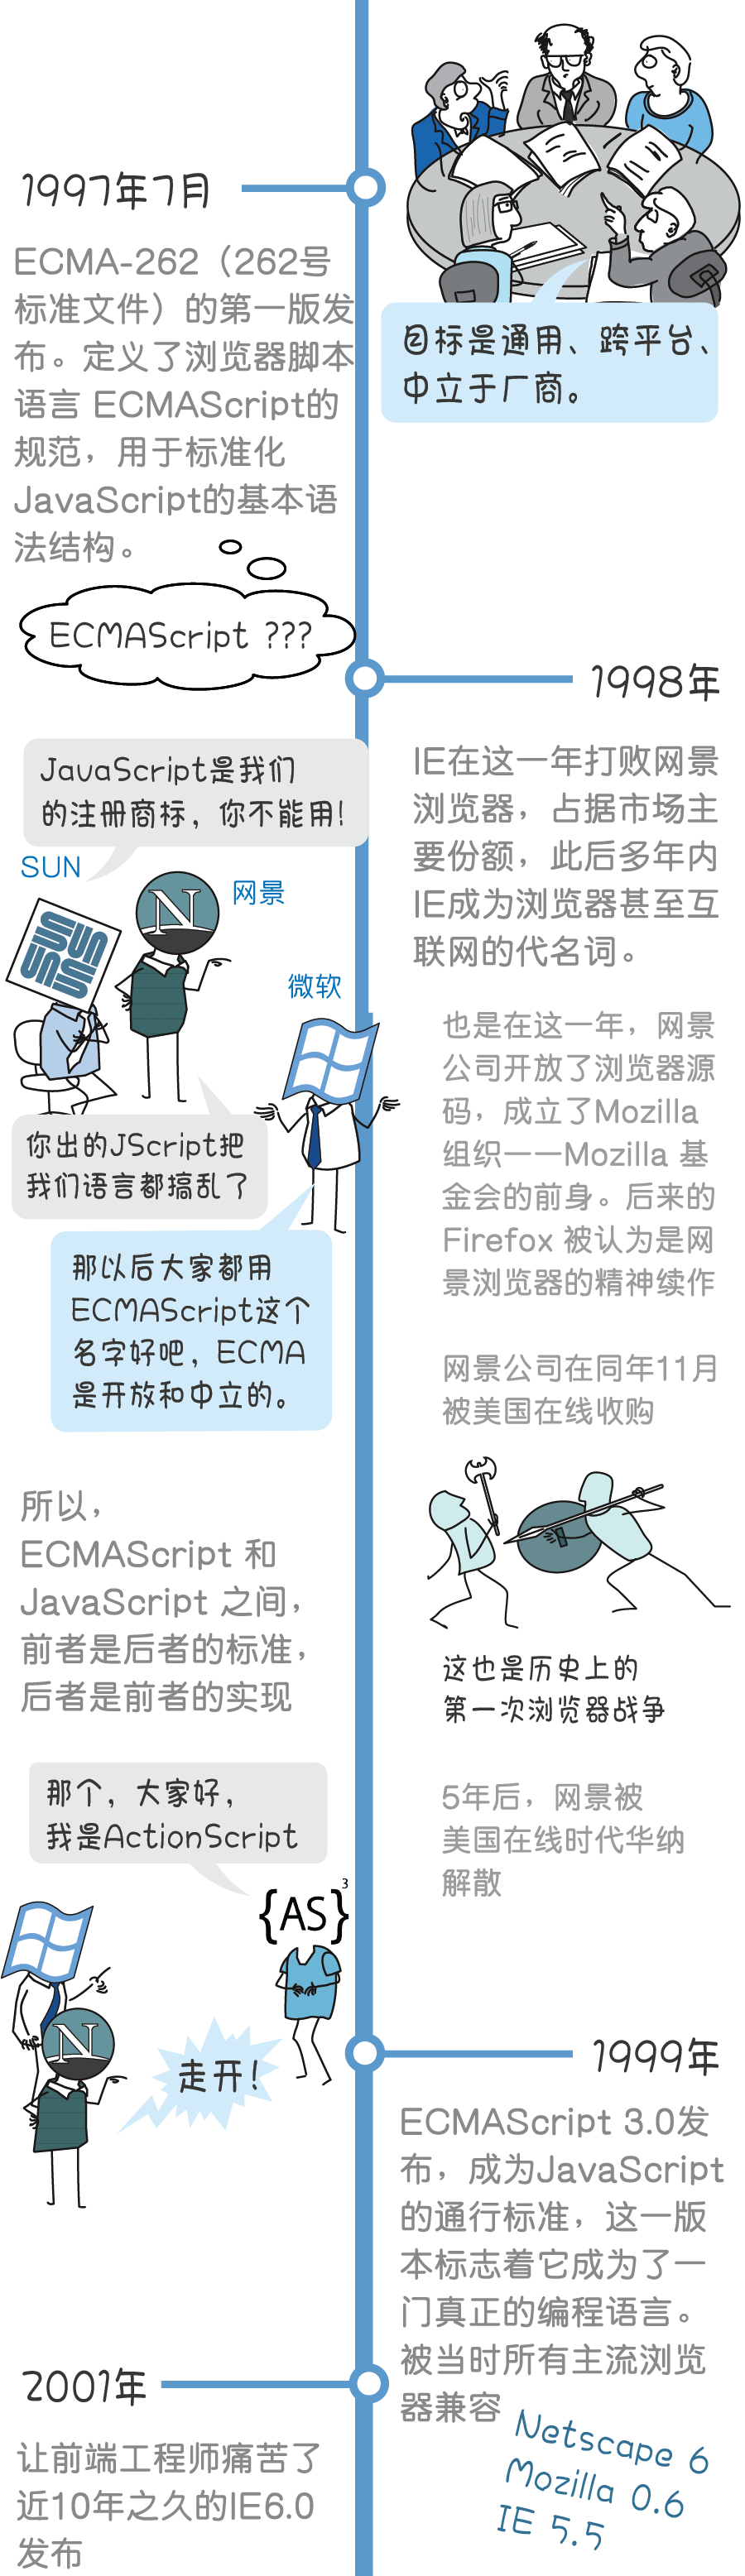 1997年7月
ECMA-262（262号
标准文件）的第一版发
布。定义了浏览器脚本
语言 ECMAScript的
规范，用于标准化
JavaScript的基本语
法结构。
目标是通用、跨平台、
中立于厂商。
ECMAScript ???
1998年
IE在这一年打败网景
浏览器，占据市场主
要份额，此后多年内
IE成为浏览器甚至互
联网的代名词。
也是在这一年，网景
公司开放了浏览器源
码，成立了Mozilla
组织——Mozilla 基
金会的前身。后来的
Firefox 被认为是网
景浏览器的精神续作
网景公司在同年11月
被美国在线收购
这也是历史上的
第一次浏览器战争
5年后，网景被
美国在线时代华纳
解散
JavaScript是我们
的注册商标，你不能用！
SUN
网景
N
微软
你出的JScript把
我们语言都搞乱了
那以后大家都用
ECMAScript这个
名字好吧，ECMA
是开放和中立的。
所以，
ECMAScript 和
JavaScript 之间，
前者是后者的标准，
后者是前者的实现
那个，大家好，
我是ActionScript
{AS}3
N
走开！
1999年
ECMAScript 3.0发
布，成为JavaScript
的通行标准，这一版
本标志着它成为了一
门真正的编程语言。
被当时所有主流浏览
器兼容
Netscape 6
Mozilla 0.6
IE 5.5
2001年
让前端工程师痛苦了
近10年之久的IE6.0
发布